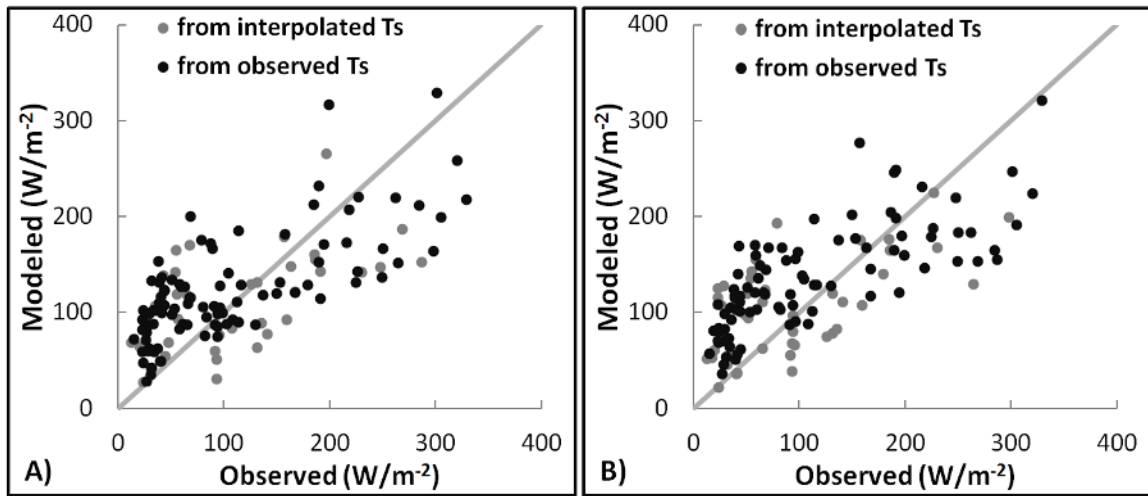 400
300
200
100
0
Modeled (W/m⁻²)
from interpolated Ts
from observed Ts
0 100 200 300 400
A) Observed (W/m⁻²)
400
300
200
100
0
Modeled (W/m⁻²)
from interpolated Ts
from observed Ts
0 100 200 300 400
B) Observed (W/m⁻²)